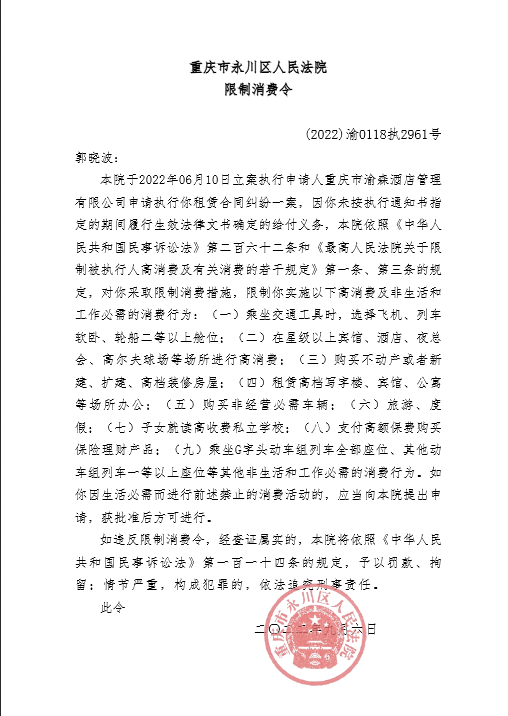 重庆市永川区人民法院
限制消费令
(2022)渝0118执2961号
郭晓波：
本院于2022年06月10日立案执行申请人重庆市渝森酒店管理
有限公司申请执行你租赁合同纠纷一案，因你未按执行通知书指
定的期间履行生效法律文书确定的给付义务，本院依照《中华人
民共和国民事诉讼法》第二百六十二条和《最高人民法院关于限
制被执行人高消费及有关消费的若干规定》第一条、第三条的规
定，对你采取限制消费措施，限制你实施以下高消费及非生活和
工作必需的消费行为：（一）乘坐交通工具时，选择飞机、列车
软卧、轮船二等以上舱位；（二）在星级以上宾馆、酒店、夜总
会、高尔夫球场等场所进行高消费；（三）购买不动产或者新
建、扩建、高档装修房屋；（四）租赁高档写字楼、宾馆、公寓
等场所办公；（五）购买非经营必需车辆；（六）旅游、度
假；（七）子女就读高收费私立学校；（八）支付高额保费购买
保险理财产品；（九）乘坐G字头动车组列车全部座位、其他动
车组列车一等以上座位等其他非生活和工作必需的消费行为。如
你因生活必需而进行前述禁止的消费活动的，应当向本院提出申
请，获批准后方可进行。
如违反限制消费令，经查证属实的，本院将依照《中华人民
共和国民事诉讼法》第一百一十四条的规定，予以罚款、拘
留；情节严重，构成犯罪的，依法追究刑事责任。
此令
二〇二二年九月六日
重庆市永川区人民法院